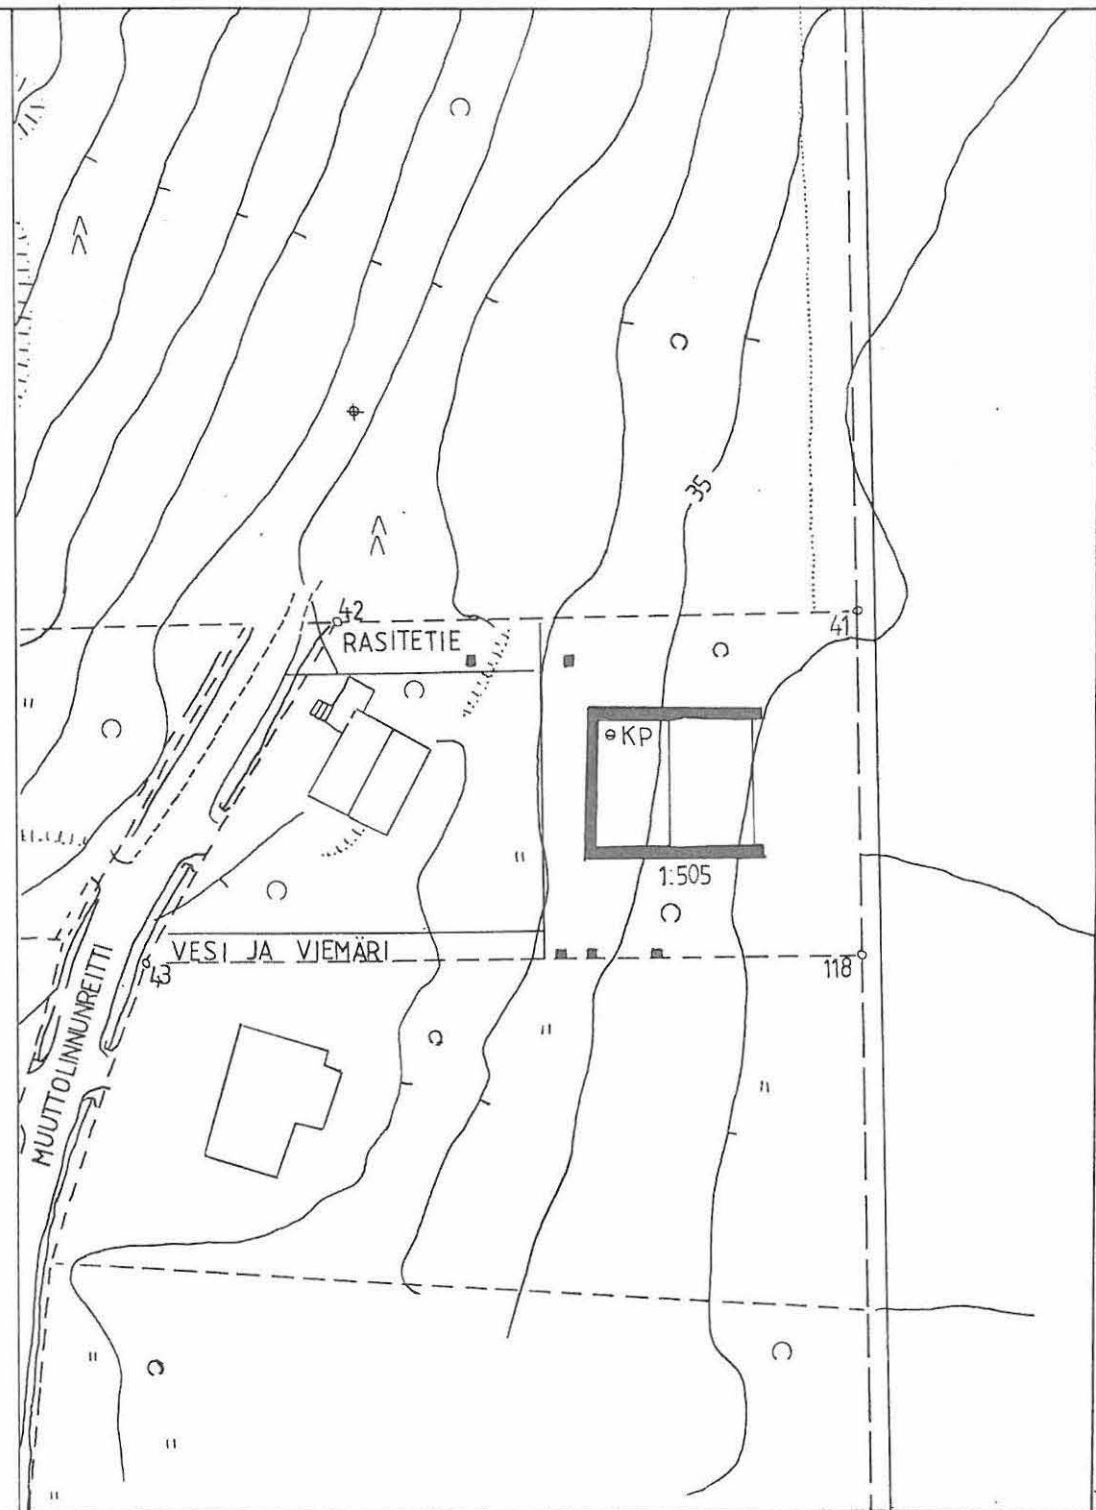 35
42
41
RASITETIE
KP
1:505
VESI JA VIEMÄRI
43
118
MUUTTOLINNUNREITTI